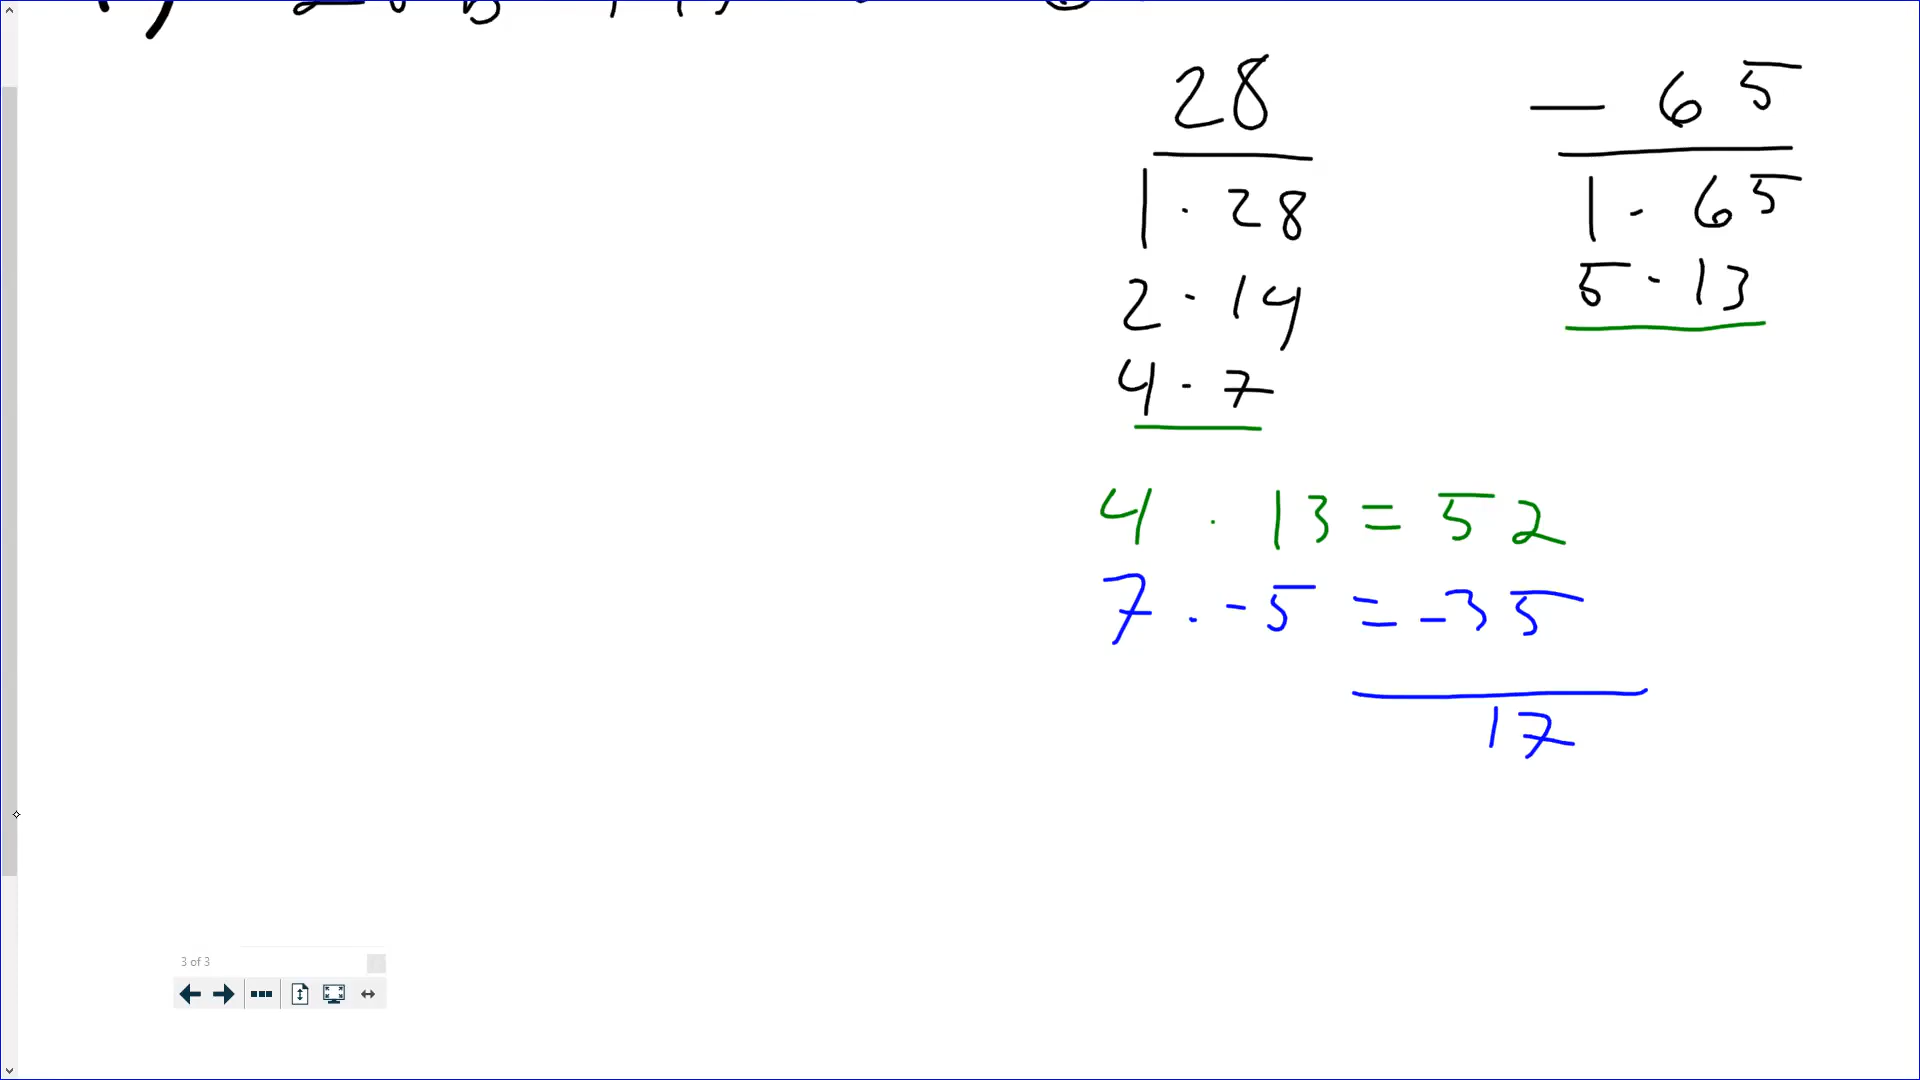 28
- 65
1 · 28
1 · 65
2 · 14
5 · 13
4 · 7
4 · 13 = 52
7 · -5 = -35
17
3 of 3